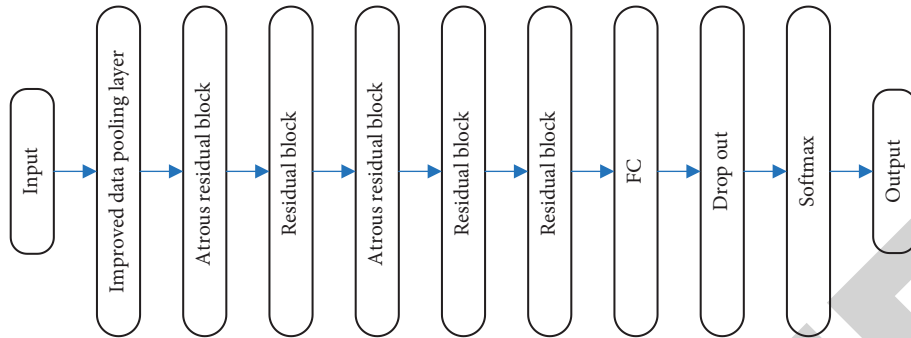 Input
Improved data pooling layer
Atrous residual block
Residual block
Atrous residual block
Residual block
Residual block
FC
Drop out
Softmax
Output